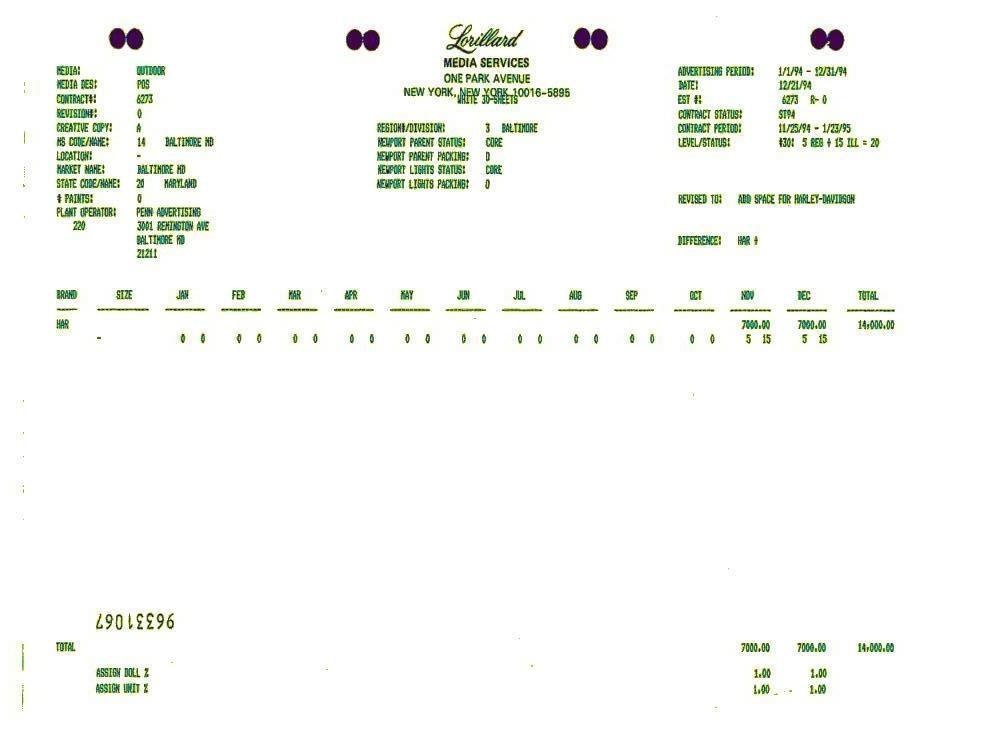 Lorillard
MEDIA SERVICES
ONE PARK AVENUE
NEW YORK, NEW YORK 10016-5895
WHITE 30-SHEETS
MEDIA: OUTDOOR
MEDIA DES: POS
CONTRACT#: 6273
REVISION#: 0
CREATIVE COPY: A
MS CODE/NAME: 14 BALTIMORE MD
LOCATION: -
MARKET NAME: BALTIMORE MD
STATE CODE/NAME: 20 MARYLAND
# PAINTS: 0
PLANT OPERATOR: PENN ADVERTISING
220 3001 REMINGTON AVE
BALTIMORE MD
21211
REGION#/DIVISION: 3 BALTIMORE
NEWPORT PARENT STATUS: CORE
NEWPORT PARENT PACKING: D
NEWPORT LIGHTS STATUS: CORE
NEWPORT LIGHTS PACKING: 0
ADVERTISING PERIOD: 1/1/94 - 12/31/94
DATE: 12/21/94
EST #: 6273 R- 0
CONTRACT STATUS: ST94
CONTRACT PERIOD: 11/25/94 - 1/23/95
LEVEL/STATUS: #30: 5 REG + 15 ILL = 20
REVISED TO: ADD SPACE FOR HARLEY-DAVIDSON
DIFFERENCE: HAR +
BRAND SIZE JAN FEB MAR APR MAY JUN JUL AUG SEP OCT NOV DEC TOTAL
HAR 7000.00 7000.00 14,000.00
- 0 0 0 0 0 0 0 0 0 0 0 0 0 0 0 0 0 0 0 0 5 15 5 15
96331067
TOTAL 7000.00 7000.00 14,000.00
ASSIGN DOLL % 1.00 1.00
ASSIGN UNIT % 1.00 - 1.00